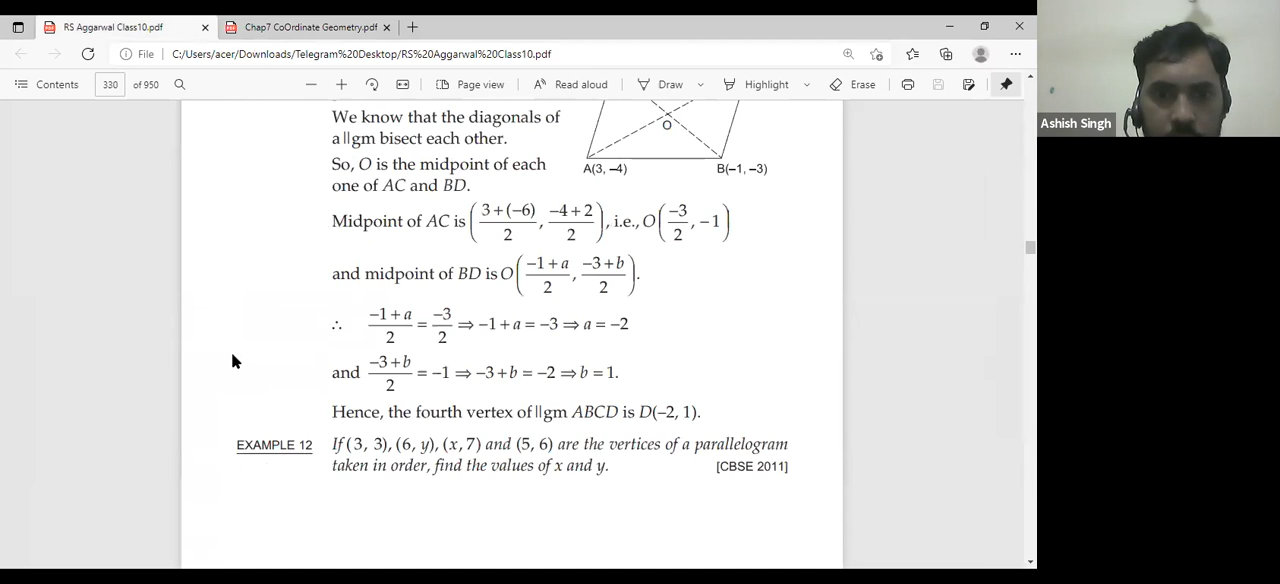 RS Aggarwal Class10.pdf
Chap7 CoOrdinate Geometry.pdf
File
C:/Users/acer/Downloads/Telegram%20Desktop/RS%20Aggarwal%20Class10.pdf
Contents 330 of 950 Page view Read aloud Draw Highlight Erase
Ashish Singh
We know that the diagonals of
a ||gm bisect each other.
So, O is the midpoint of each
one of AC and BD.
O
A(3, –4) B(–1, –3)
Midpoint of AC is (3 + (–6)/2, –4 + 2/2), i.e., O(–3/2, –1)
and midpoint of BD is O(–1 + a/2, –3 + b/2).
∴ –1 + a/2 = –3/2 ⇒ –1 + a = –3 ⇒ a = –2
and –3 + b/2 = –1 ⇒ –3 + b = –2 ⇒ b = 1.
Hence, the fourth vertex of ||gm ABCD is D(–2, 1).
EXAMPLE 12 If (3, 3), (6, y), (x, 7) and (5, 6) are the vertices of a parallelogram
taken in order, find the values of x and y. [CBSE 2011]